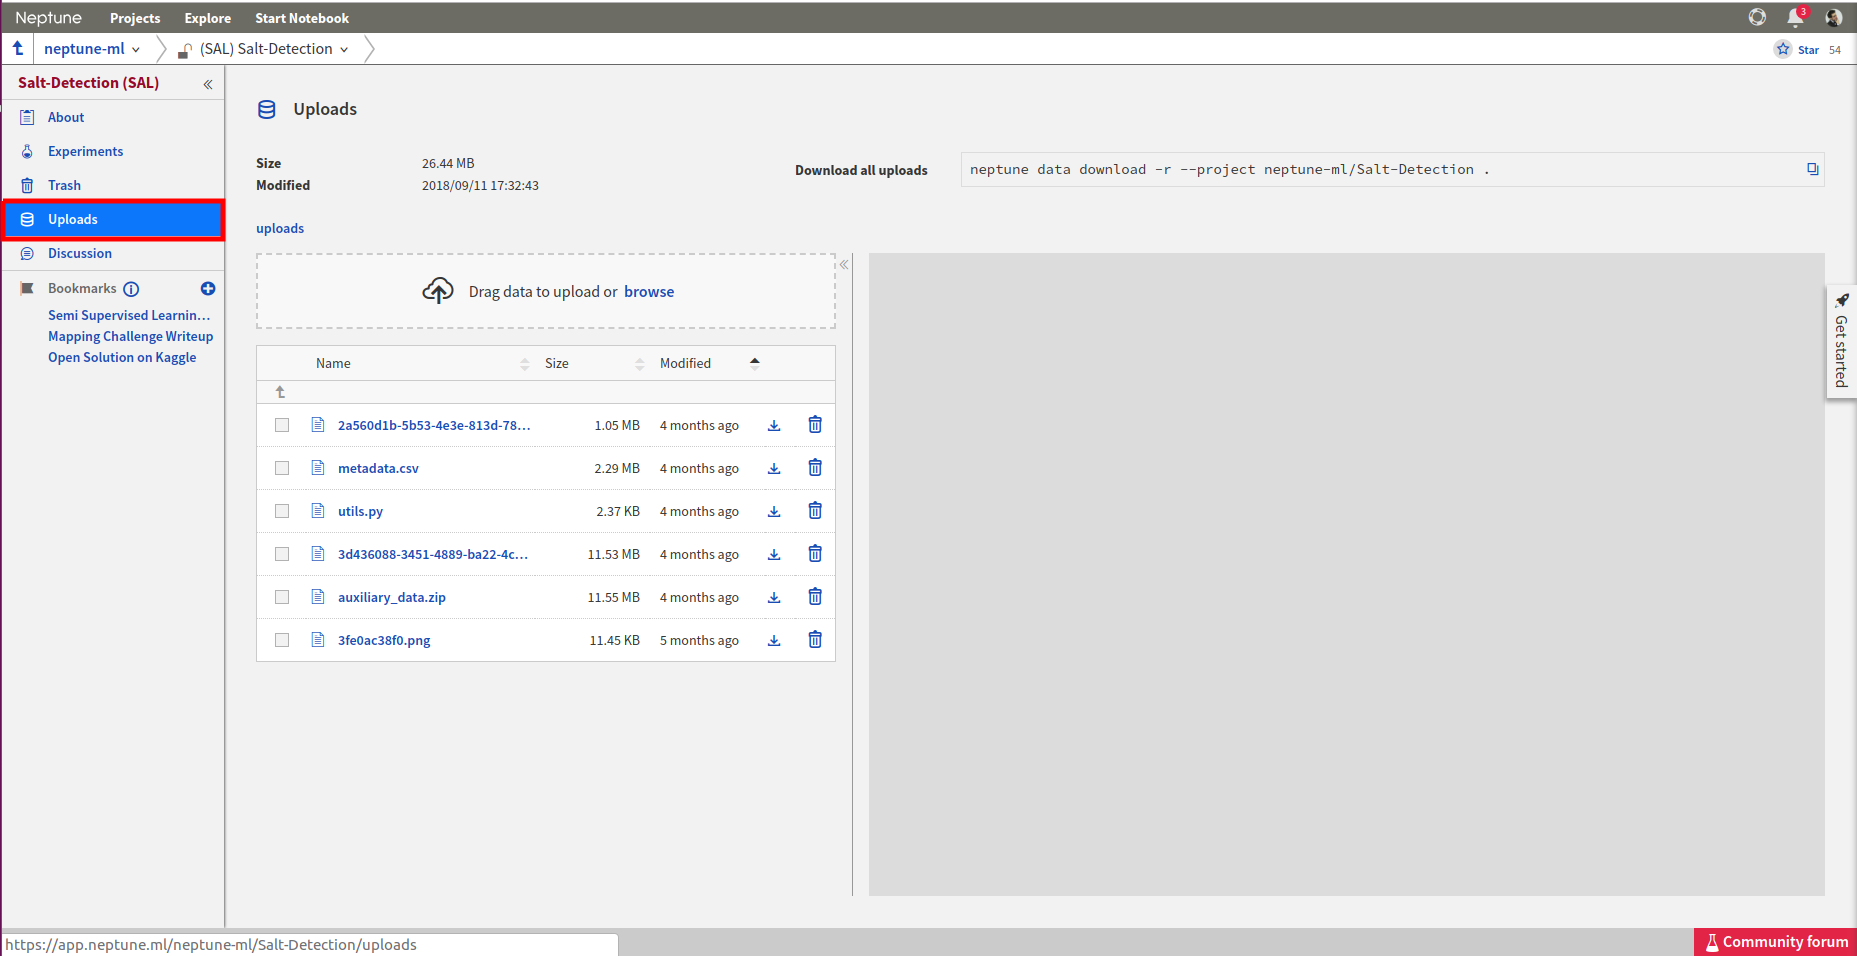 Neptune Projects Explore Start Notebook 3
neptune-ml (SAL) Salt-Detection Star 54
Salt-Detection (SAL)
About
Experiments
Trash
Uploads
Discussion
Bookmarks
Semi Supervised Learnin...
Mapping Challenge Writeup
Open Solution on Kaggle
Uploads
Size 26.44 MB
Modified 2018/09/11 17:32:43
Download all uploads neptune data download -r --project neptune-ml/Salt-Detection .
uploads
Drag data to upload or browse
Name Size Modified
2a560d1b-5b53-4e3e-813d-78... 1.05 MB 4 months ago
metadata.csv 2.29 MB 4 months ago
utils.py 2.37 KB 4 months ago
3d436088-3451-4889-ba22-4c... 11.53 MB 4 months ago
auxiliary_data.zip 11.55 MB 4 months ago
3fe0ac38f0.png 11.45 KB 5 months ago
Get started
https://app.neptune.ml/neptune-ml/Salt-Detection/uploads
Community forum